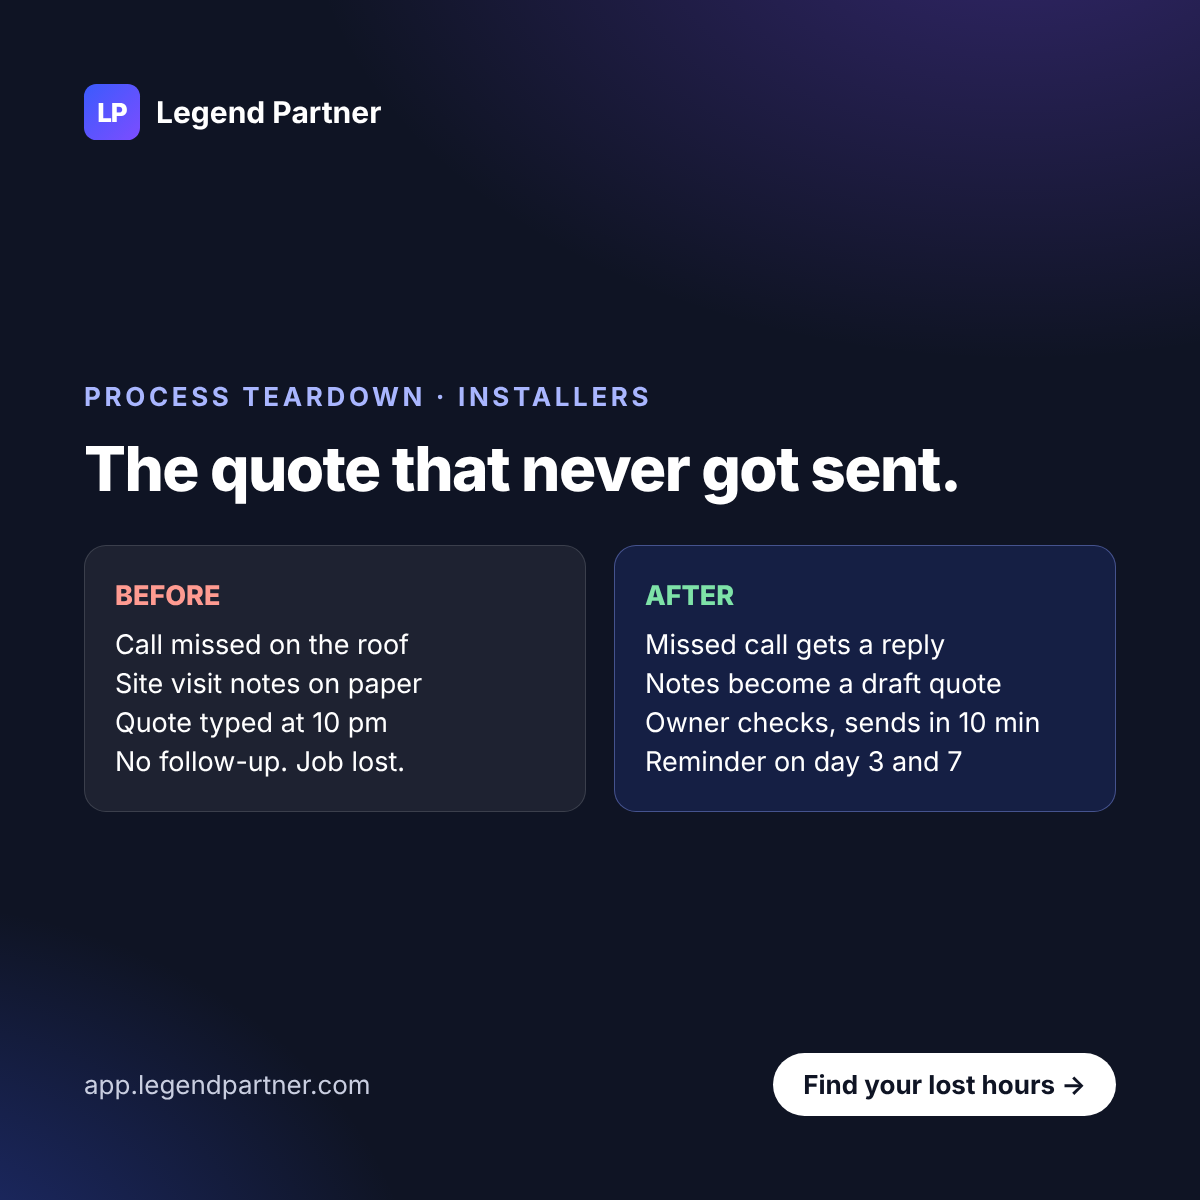 LP
Legend Partner
PROCESS TEARDOWN · INSTALLERS
The quote that never got sent.
BEFORE
Call missed on the roof
Site visit notes on paper
Quote typed at 10 pm
No follow-up. Job lost.
AFTER
Missed call gets a reply
Notes become a draft quote
Owner checks, sends in 10 min
Reminder on day 3 and 7
app.legendpartner.com
Find your lost hours →